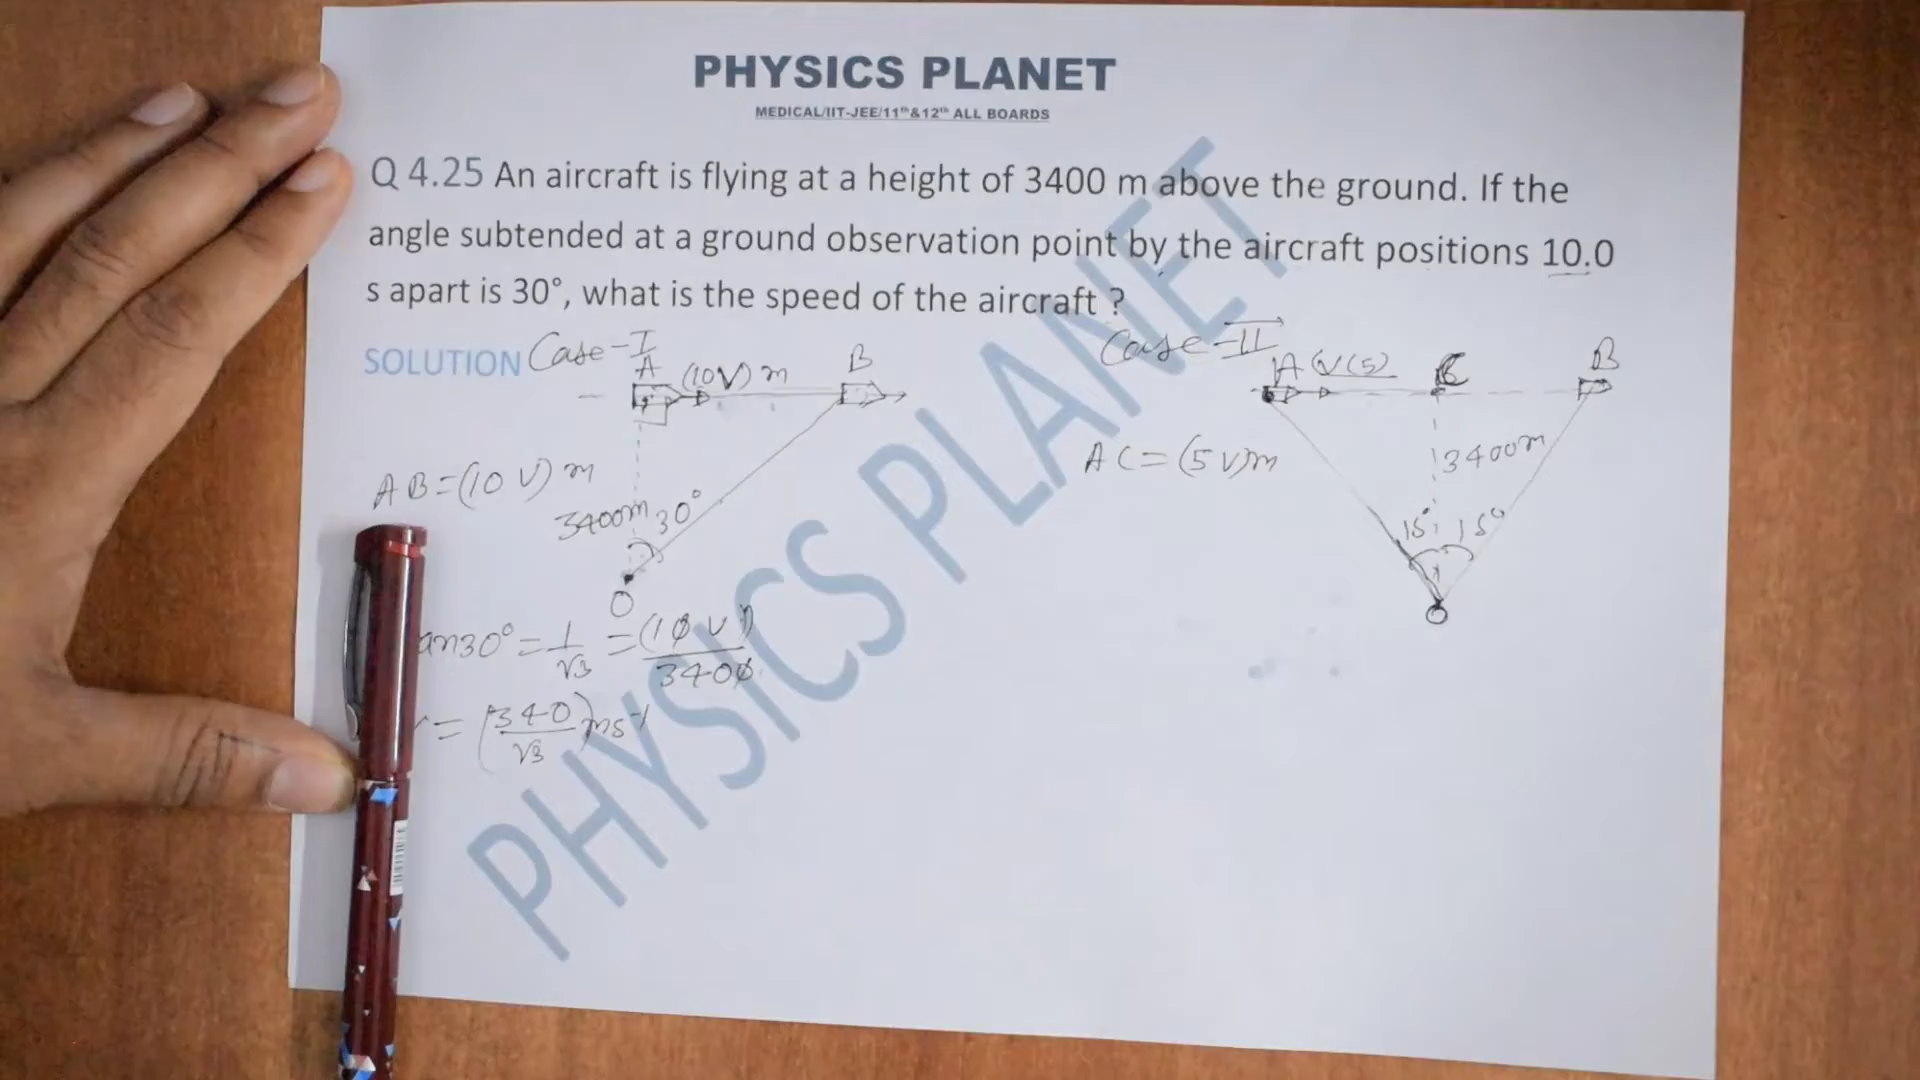 PHYSICS PLANET
MEDICAL/IIT-JEE/11th&12th ALL BOARDS
Q 4.25 An aircraft is flying at a height of 3400 m above the ground. If the
angle subtended at a ground observation point by the aircraft positions 10.0
s apart is 30°, what is the speed of the aircraft ?
SOLUTION Case-I
A (10V) m B
AB=(10 V) m
3400m 30°
O
an30° = 1/√3 = (10 V)/3400
= (340/√3) ms⁻¹
Case-II
A V(5) C B
AC = (5 V)m
3400m
15° 15°
O
PHYSICS PLANET